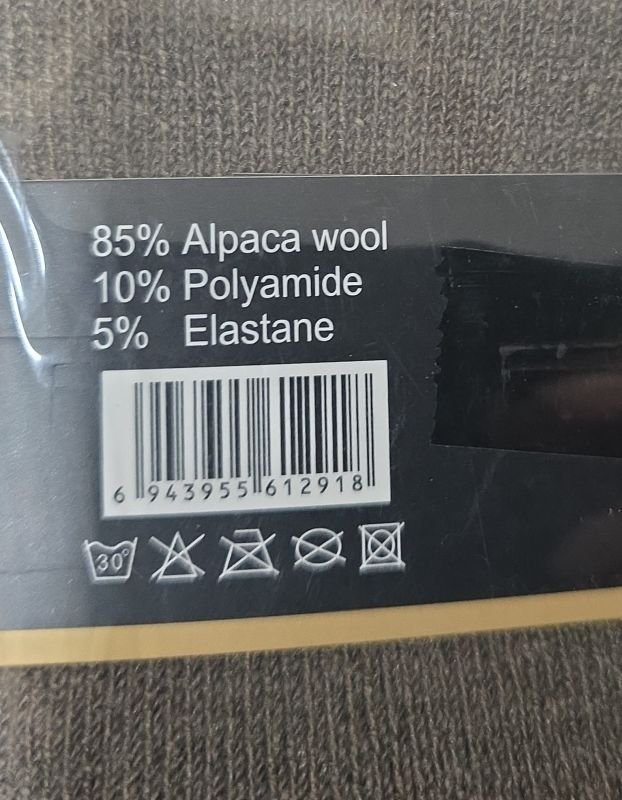 85% Alpaca wool
10% Polyamide
5% Elastane
6 943955 612918
30°